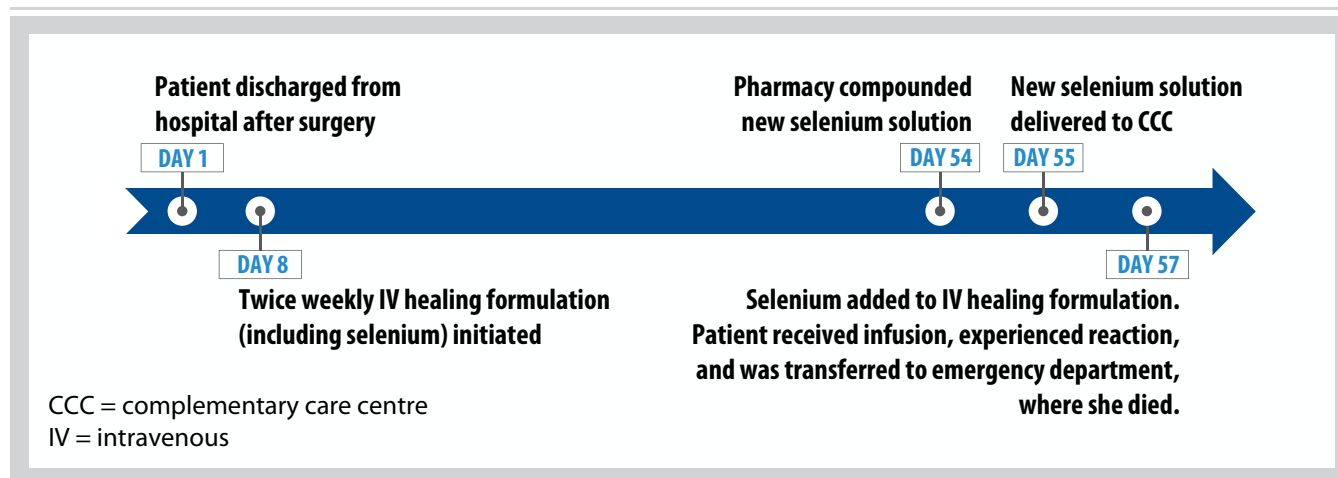 Patient discharged from
hospital after surgery
DAY 1
Pharmacy compounded
new selenium solution
DAY 54
New selenium solution
delivered to CCC
DAY 55
DAY 8
Twice weekly IV healing formulation
(including selenium) initiated
DAY 57
Selenium added to IV healing formulation.
Patient received infusion, experienced reaction,
and was transferred to emergency department,
where she died.
CCC = complementary care centre
IV = intravenous